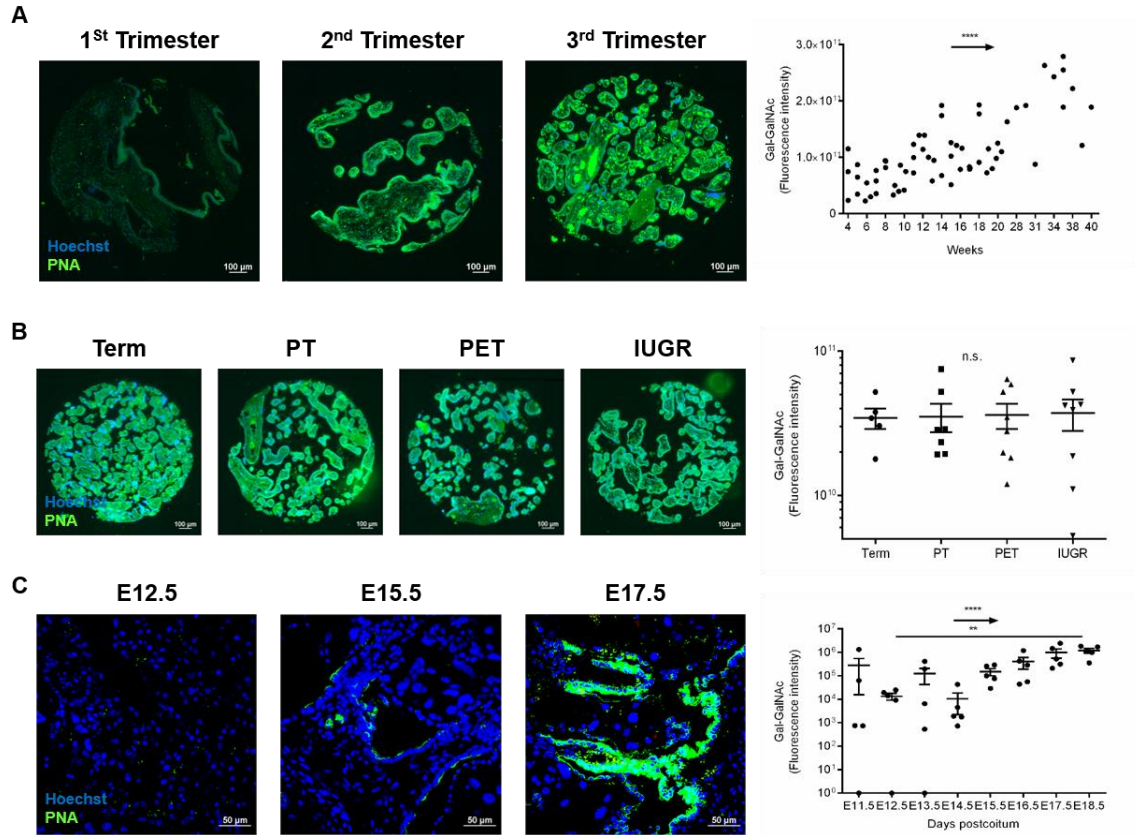 A
1St Trimester
2nd Trimester
3rd Trimester
Hoechst
PNA
100 µm
100 µm
100 µm
****
Gal-GalNAc
(Fluorescence intensity)
3.0×10¹¹
2.0×10¹¹
1.0×10¹¹
0
4 6 8 10 12 14 16 18 20 28 31 34 38 40
Weeks
B
Term
PT
PET
IUGR
Hoechst
PNA
100 µm
100 µm
100 µm
100 µm
n.s.
Gal-GalNAc
(Fluorescence intensity)
10¹¹
10¹⁰
Term PT PET IUGR
C
E12.5
E15.5
E17.5
Hoechst
PNA
50 µm
50 µm
50 µm
****
**
Gal-GalNAc
(Fluorescence intensity)
10⁷
10⁶
10⁵
10⁴
10³
10²
10¹
10⁰
E11.5 E12.5 E13.5 E14.5 E15.5 E16.5 E17.5 E18.5
Days postcoitum